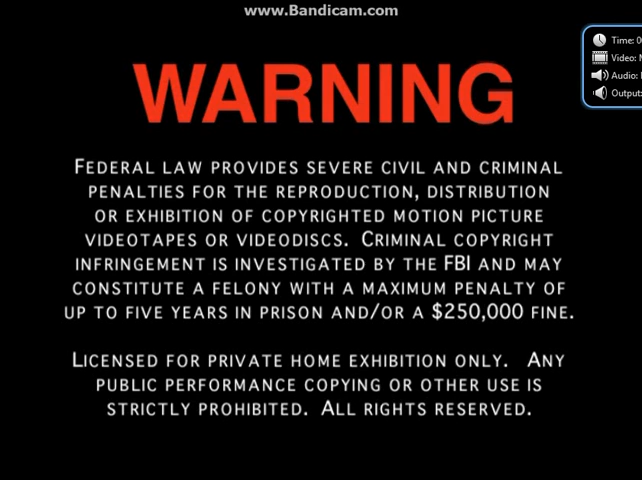 www.Bandicam.com
Time: 0
Video:
Audio:
Output:
WARNING
FEDERAL LAW PROVIDES SEVERE CIVIL AND CRIMINAL
PENALTIES FOR THE REPRODUCTION, DISTRIBUTION
OR EXHIBITION OF COPYRIGHTED MOTION PICTURE
VIDEOTAPES OR VIDEODISCS. CRIMINAL COPYRIGHT
INFRINGEMENT IS INVESTIGATED BY THE FBI AND MAY
CONSTITUTE A FELONY WITH A MAXIMUM PENALTY OF
UP TO FIVE YEARS IN PRISON AND/OR A $250,000 FINE.
LICENSED FOR PRIVATE HOME EXHIBITION ONLY. ANY
PUBLIC PERFORMANCE COPYING OR OTHER USE IS
STRICTLY PROHIBITED. ALL RIGHTS RESERVED.